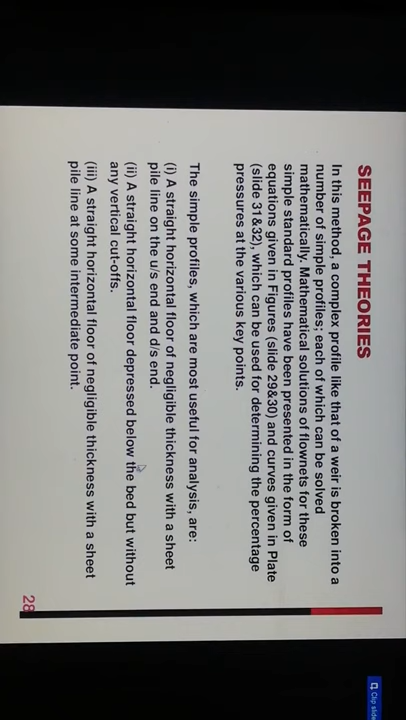 SEEPAGE THEORIES
In this method, a complex profile like that of a weir is broken into a
number of simple profiles; each of which can be solved
mathematically. Mathematical solutions of flownets for these
simple standard profiles have been presented in the form of
equations given in Figures (slide 29&30) and curves given in Plate
(slide 31&32), which can be used for determining the percentage
pressures at the various key points.
The simple profiles, which are most useful for analysis, are:
(i) A straight horizontal floor of negligible thickness with a sheet
pile line on the u/s end and d/s end.
(ii) A straight horizontal floor depressed below the bed but without
any vertical cut-offs.
(iii) A straight horizontal floor of negligible thickness with a sheet
pile line at some intermediate point.
28
Clip slide